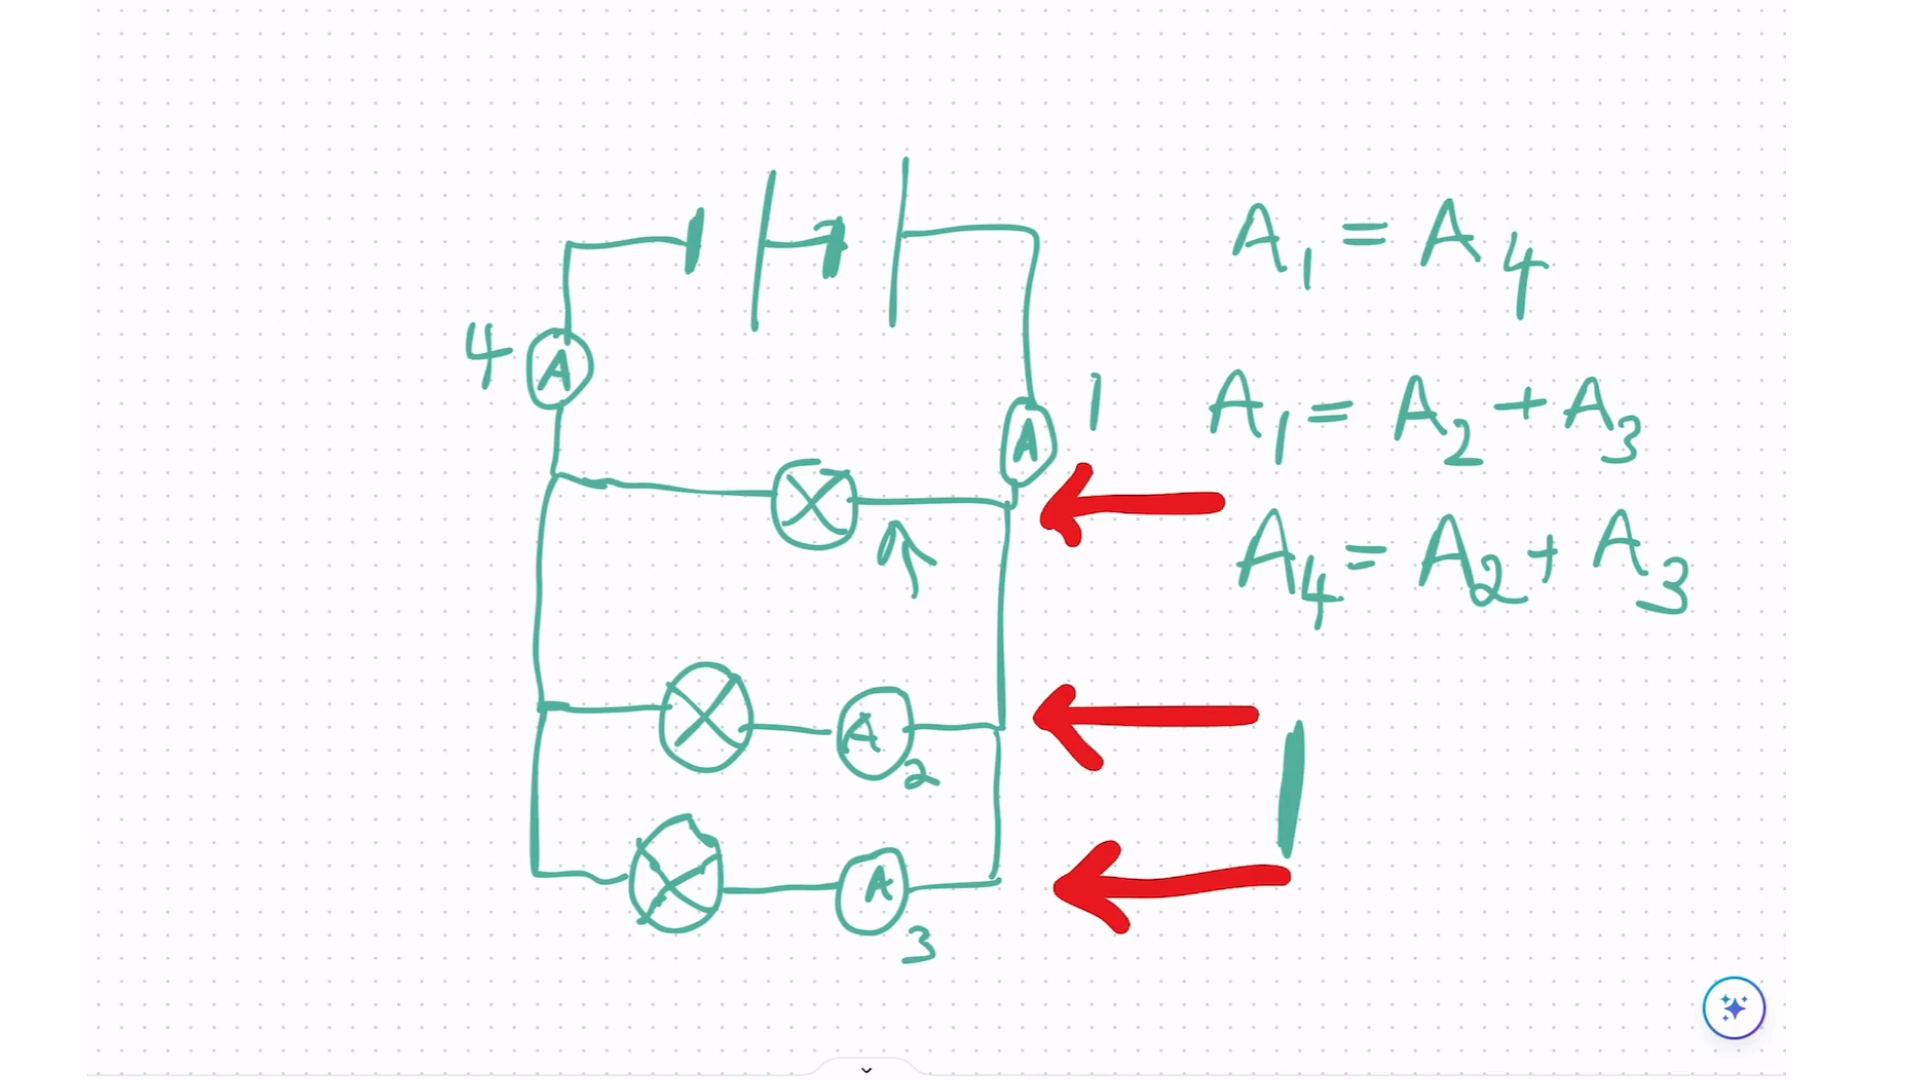 A₁ = A₄
4 A
A 1
A₁ = A₂ + A₃
A₄ = A₂ + A₃
A 2
A 3